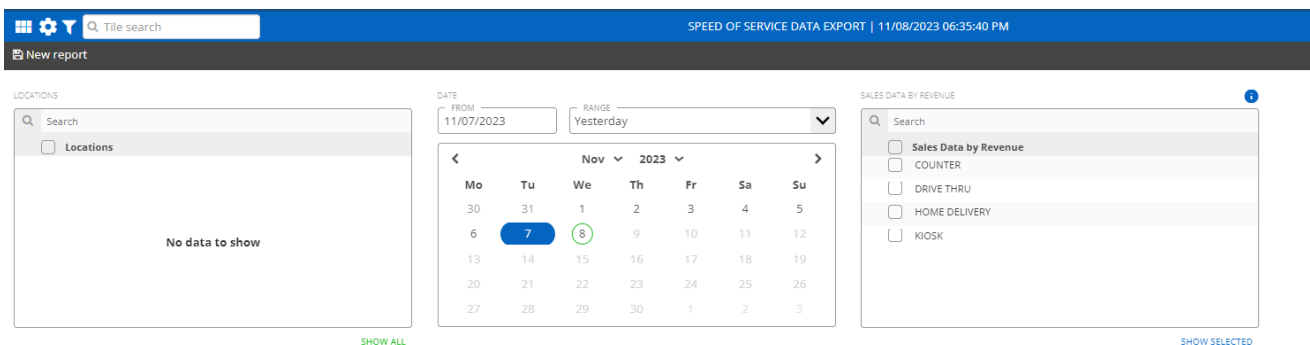 Tile search
SPEED OF SERVICE DATA EXPORT | 11/08/2023 06:35:40 PM
New report
LOCATIONS
Search
Locations
No data to show
SHOW ALL
DATE
FROM
11/07/2023
RANGE
Yesterday
Nov 2023
Mo Tu We Th Fr Sa Su
30 31 1 2 3 4 5
6 7 8 9 10 11 12
13 14 15 16 17 18 19
20 21 22 23 24 25 26
27 28 29 30 1 2 3
SALES DATA BY REVENUE
Search
Sales Data by Revenue
COUNTER
DRIVE THRU
HOME DELIVERY
KIOSK
SHOW SELECTED